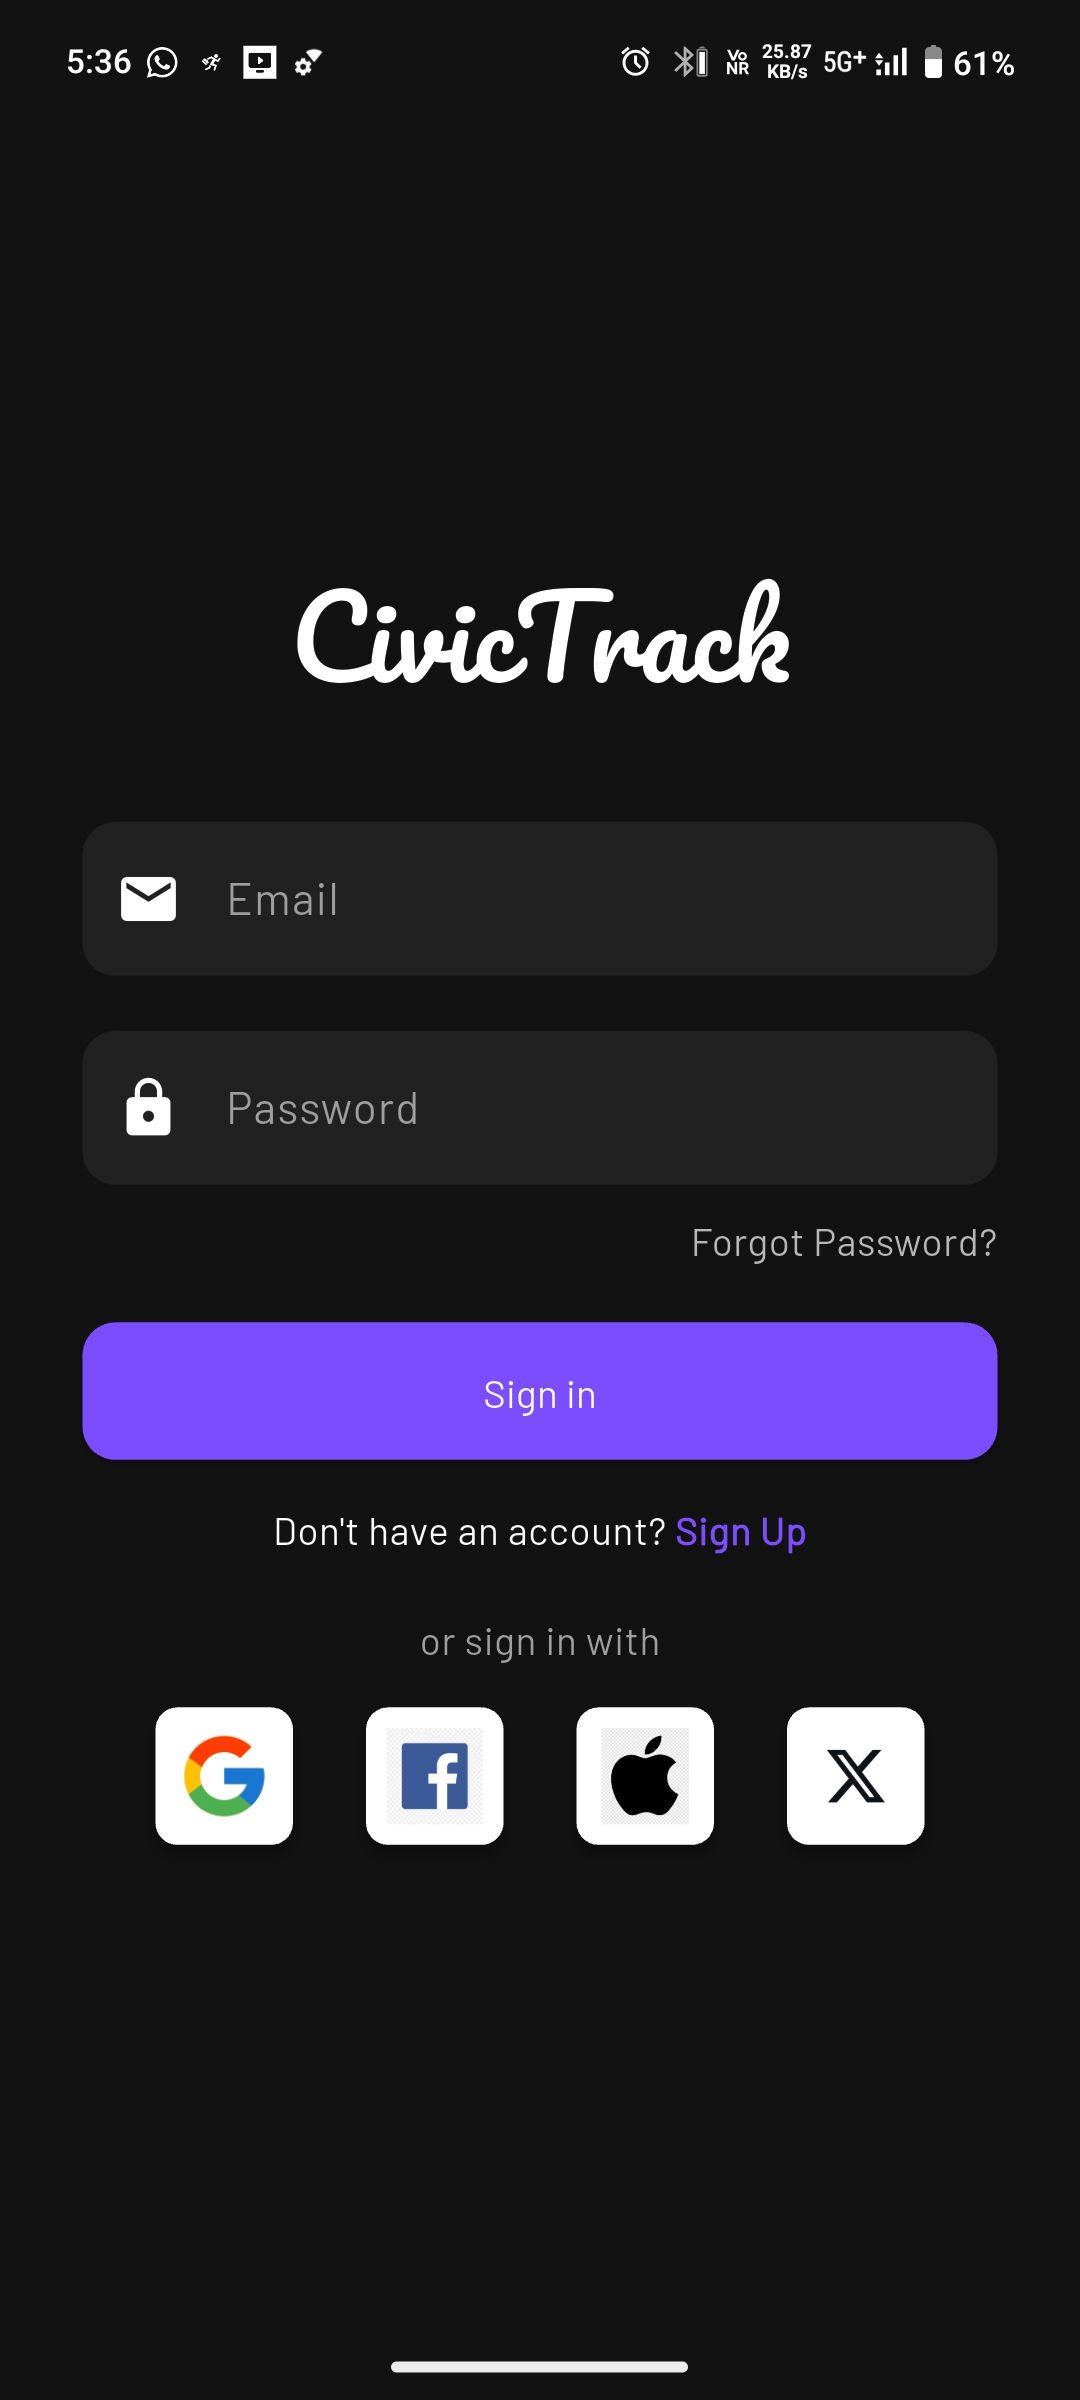 5:36 Vo NR 25.87 KB/s 5G+ 61%
CivicTrack
Email
Password
Forgot Password?
Sign in
Don't have an account? Sign Up
or sign in with